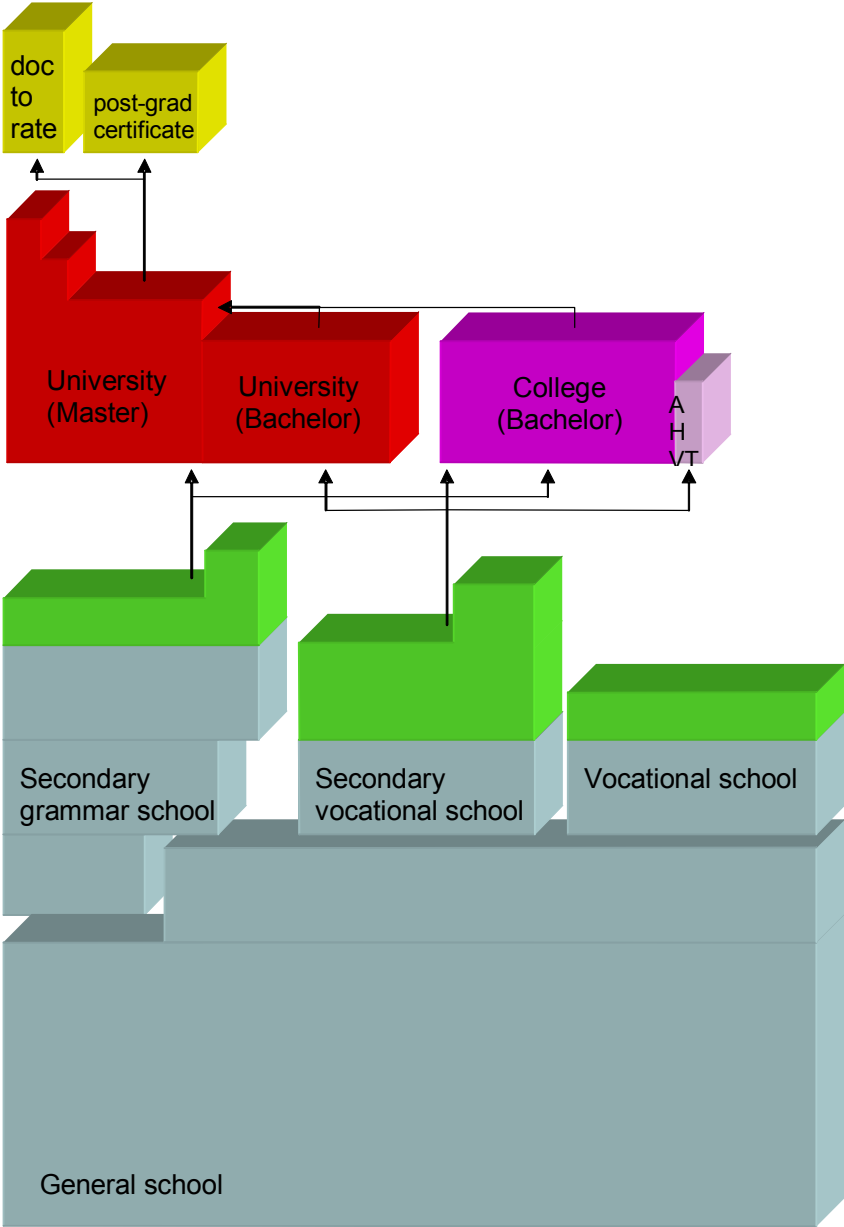 doc
to
rate
post-grad
certificate
University
(Master)
University
(Bachelor)
College
(Bachelor)
A
H
VT
Secondary
grammar school
Secondary
vocational school
Vocational school
General school